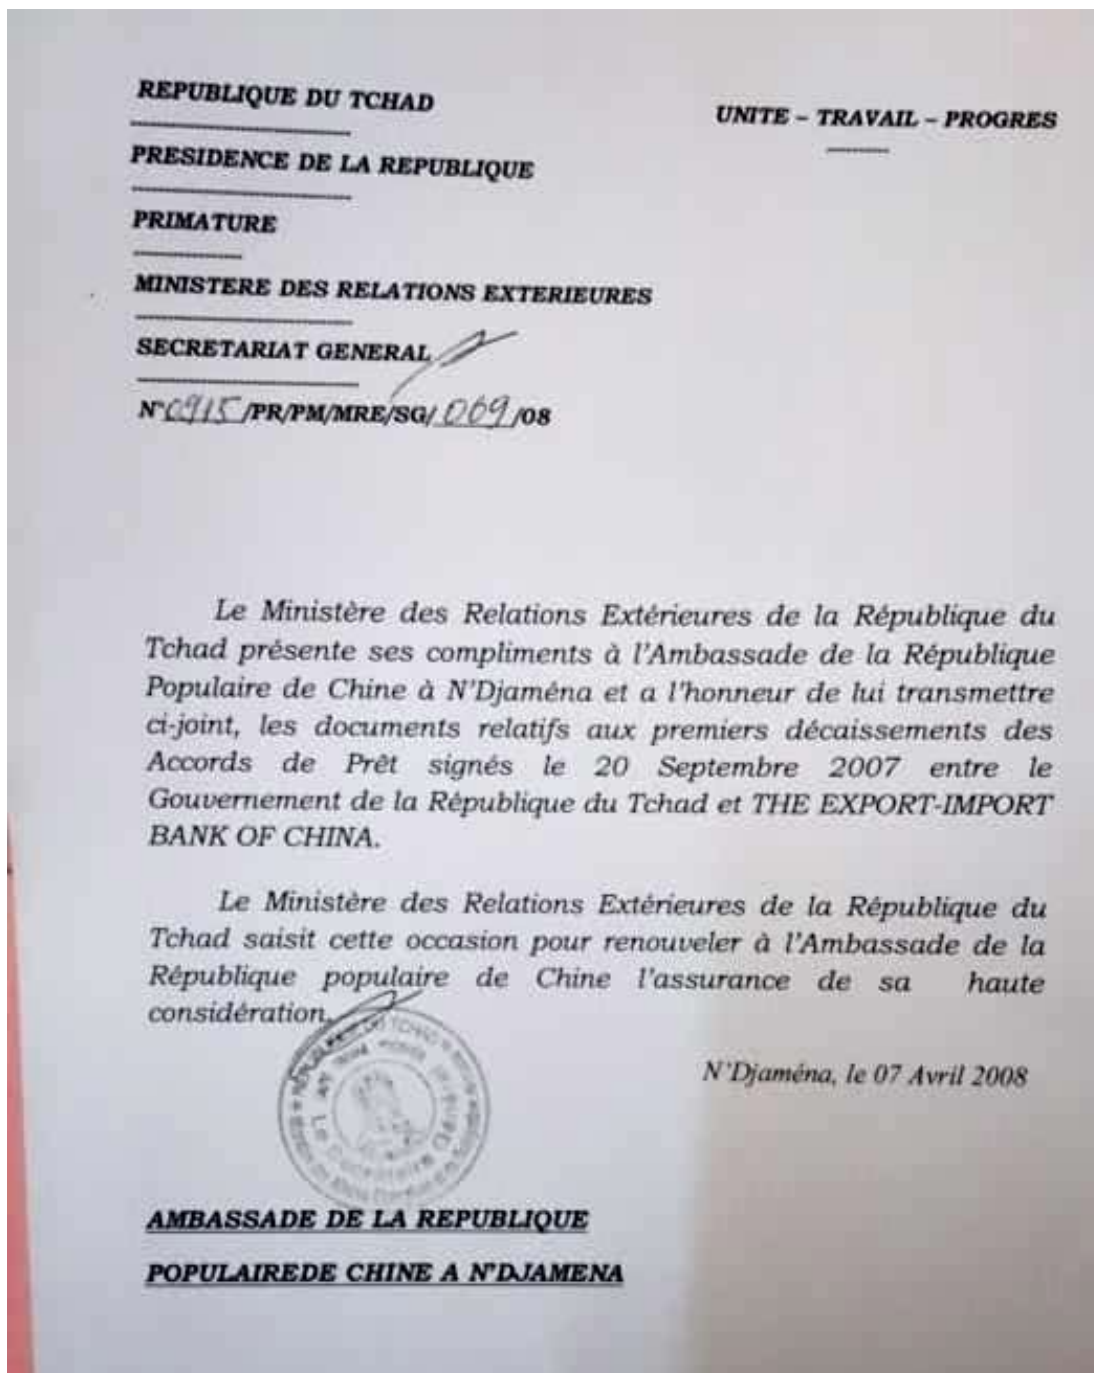 REPUBLIQUE DU TCHAD
UNITE – TRAVAIL – PROGRES
PRESIDENCE DE LA REPUBLIQUE
PRIMATURE
MINISTERE DES RELATIONS EXTERIEURES
SECRETARIAT GENERAL
N°0915/PR/PM/MRE/SG/069/08
Le Ministère des Relations Extérieures de la République du
Tchad présente ses compliments à l'Ambassade de la République
Populaire de Chine à N'Djaména et a l'honneur de lui transmettre
ci-joint, les documents relatifs aux premiers décaissements des
Accords de Prêt signés le 20 Septembre 2007 entre le
Gouvernement de la République du Tchad et THE EXPORT-IMPORT
BANK OF CHINA.
Le Ministère des Relations Extérieures de la République du
Tchad saisit cette occasion pour renouveler à l'Ambassade de la
République populaire de Chine l'assurance de sa haute
considération.
REPUBLIQUE DU TCHAD
N'Djaména, le 07 Avril 2008
AMBASSADE DE LA REPUBLIQUE
POPULAIREDE CHINE A N'DJAMENA